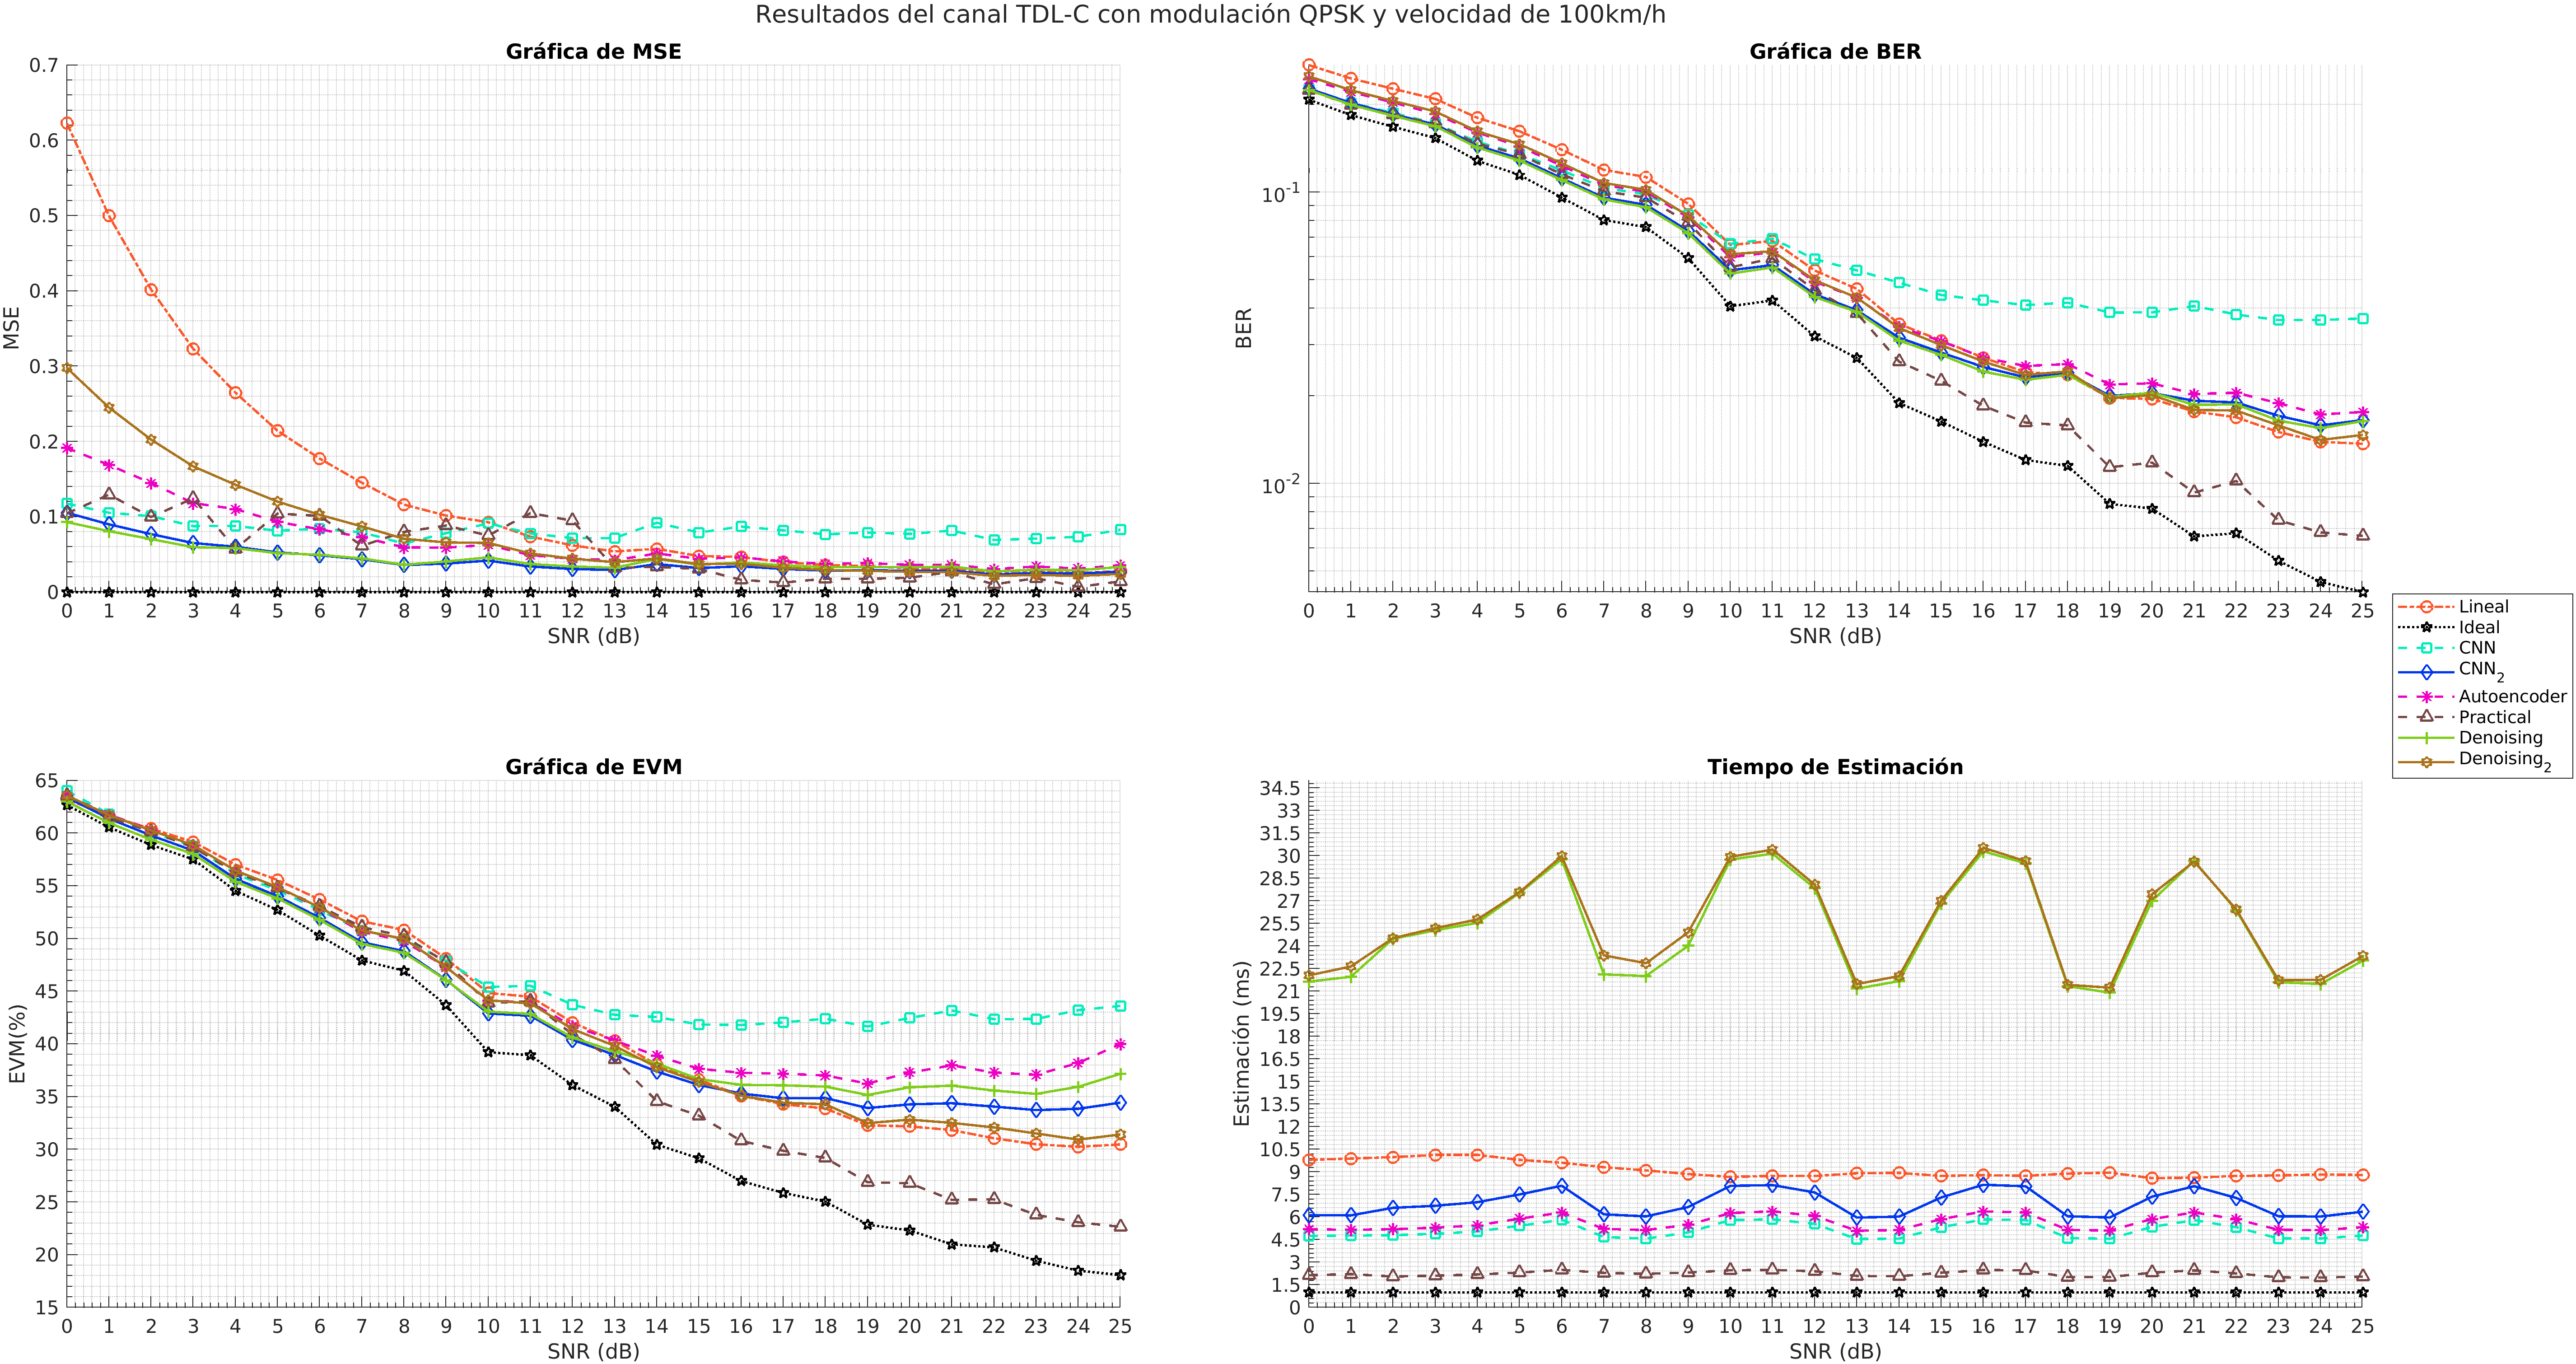 Resultados del canal TDL-C con modulación QPSK y velocidad de 100km/h
Gráfica de MSE
0.7
0.6
0.5
0.4
0.3
0.2
0.1
0
MSE
0 1 2 3 4 5 6 7 8 9 10 11 12 13 14 15 16 17 18 19 20 21 22 23 24 25
SNR (dB)
Gráfica de BER
10-1
10-2
BER
0 1 2 3 4 5 6 7 8 9 10 11 12 13 14 15 16 17 18 19 20 21 22 23 24 25
SNR (dB)
Lineal
Ideal
CNN
CNN2
Autoencoder
Practical
Denoising
Denoising2
Gráfica de EVM
65
60
55
50
45
40
35
30
25
20
15
EVM(%)
0 1 2 3 4 5 6 7 8 9 10 11 12 13 14 15 16 17 18 19 20 21 22 23 24 25
SNR (dB)
Tiempo de Estimación
34.5
33
31.5
30
28.5
27
25.5
24
22.5
21
19.5
18
16.5
15
13.5
12
10.5
9
7.5
6
4.5
3
1.5
0
Estimación (ms)
0 1 2 3 4 5 6 7 8 9 10 11 12 13 14 15 16 17 18 19 20 21 22 23 24 25
SNR (dB)